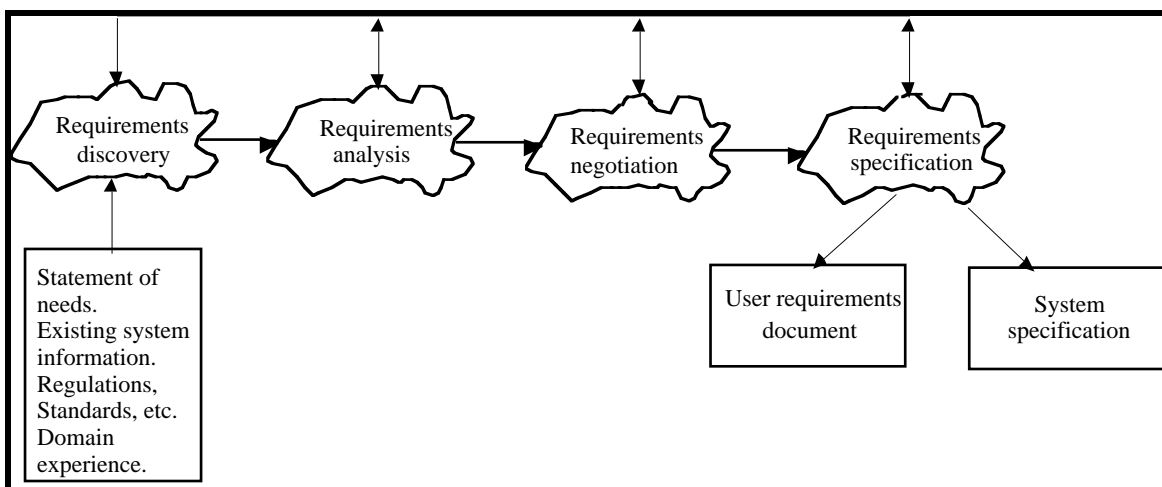 Requirements
discovery
Requirements
analysis
Requirements
negotiation
Requirements
specification
Statement of
needs.
Existing system
information.
Regulations,
Standards, etc.
Domain
experience.
User requirements
document
System
specification